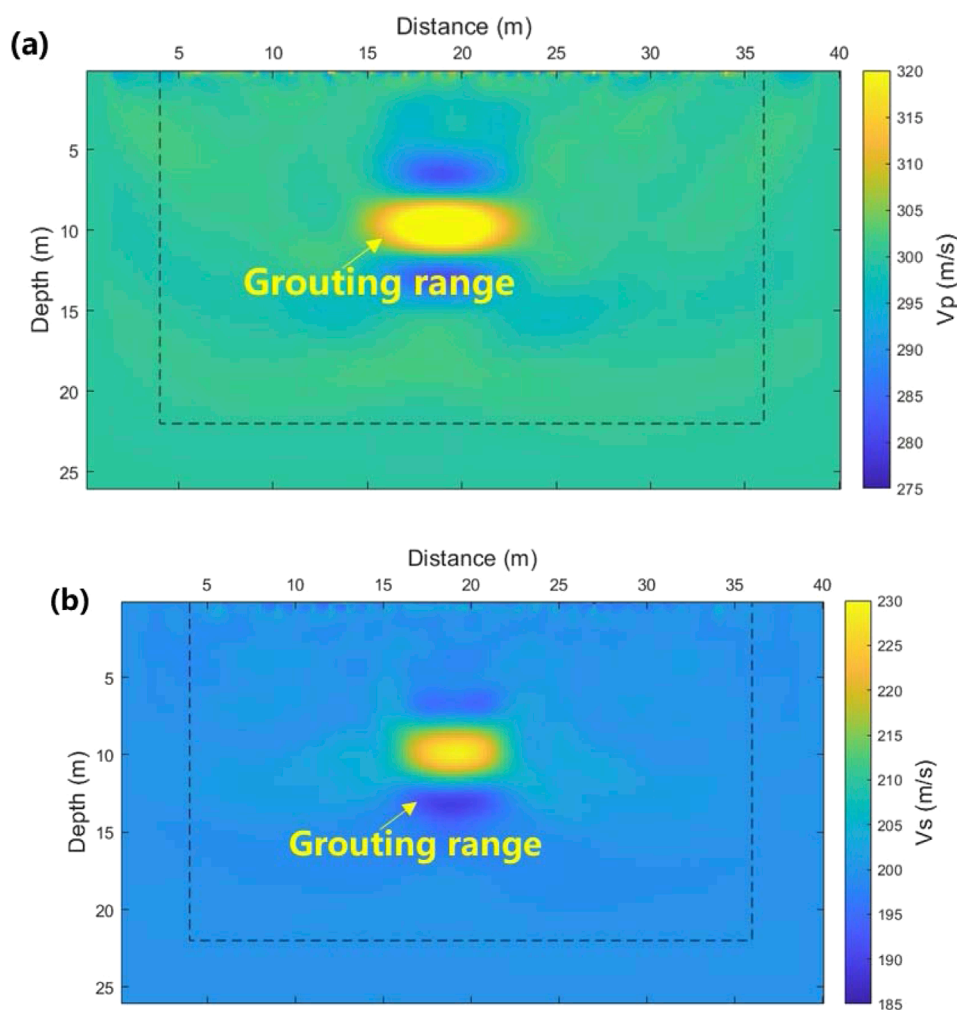 (a)
Distance (m)
5 10 15 20 25 30 35 40
Depth (m)
5
10
15
20
25
Grouting range
320
315
310
305
300
295
290
285
280
275
Vp (m/s)
(b)
Distance (m)
5 10 15 20 25 30 35 40
Depth (m)
5
10
15
20
25
Grouting range
230
225
220
215
210
205
200
195
190
185
Vs (m/s)